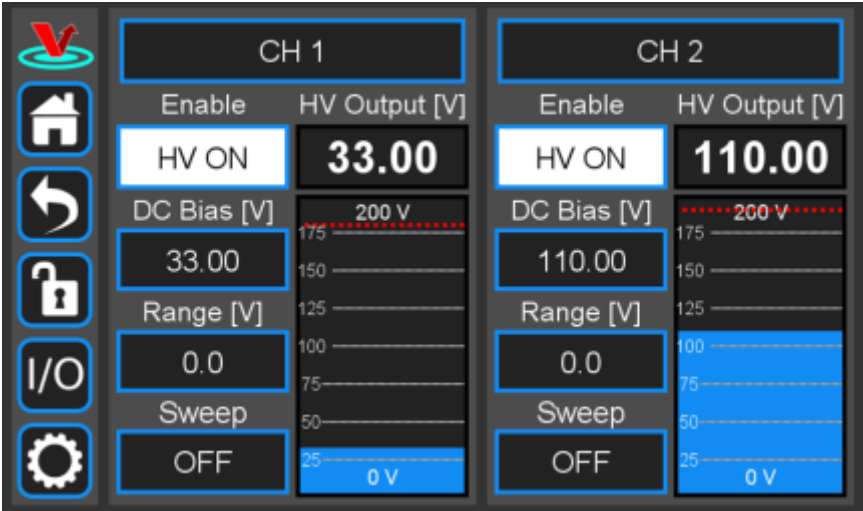 CH 1
Enable HV Output [V]
HV ON 33.00
DC Bias [V] 200 V
175
33.00 150
Range [V] 125
100
0.0 75
Sweep 50
OFF 25
0 V
CH 2
Enable HV Output [V]
HV ON 110.00
DC Bias [V] 200 V
175
110.00 150
Range [V] 125
100
0.0 75
Sweep 50
OFF 25
0 V
I/O